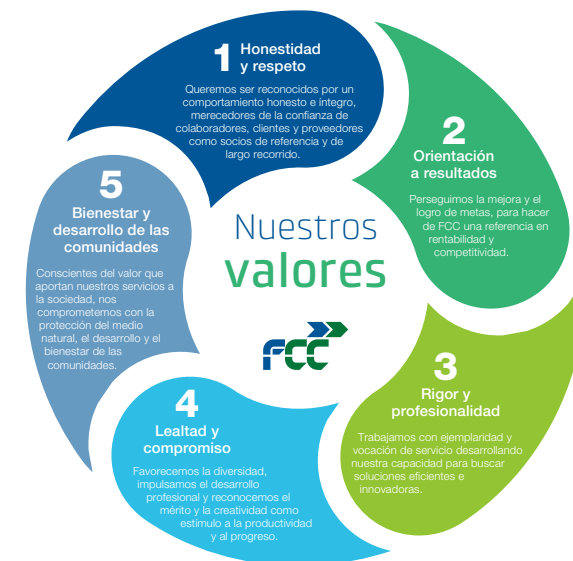 1 Honestidad
y respeto
Queremos ser reconocidos por un
comportamiento honesto e íntegro,
merecedores de la confianza de
colaboradores, clientes y proveedores
como socios de referencia y de
largo recorrido.
2
Orientación
a resultados
Perseguimos la mejora y el
logro de metas, para hacer
de FCC una referencia en
rentabilidad y
competitividad.
3
Rigor y
profesionalidad
Trabajamos con ejemplaridad y
vocación de servicio desarrollando
nuestra capacidad para buscar
soluciones eficientes e
innovadoras.
4
Lealtad y
compromiso
Favorecemos la diversidad,
impulsamos el desarrollo
profesional y reconocemos el
mérito y la creatividad como
estímulo a la productividad
y al progreso.
5
Bienestar y
desarrollo de las
comunidades
Conscientes del valor que
aportan nuestros servicios a
la sociedad, nos
comprometemos con la
protección del medio
natural, el desarrollo y el
bienestar de las
comunidades.
Nuestros
valores
FCC